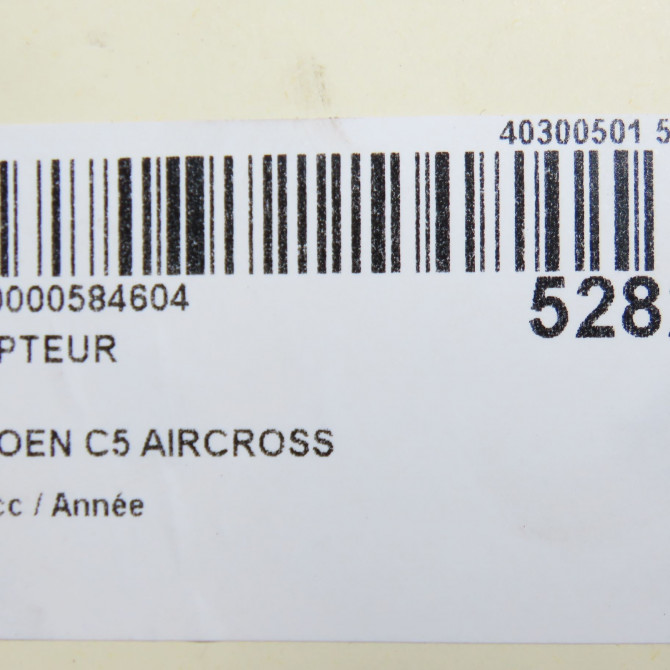 40300501 5
0000584604
528
PTEUR
OEN C5 AIRCROSS
cc / Année